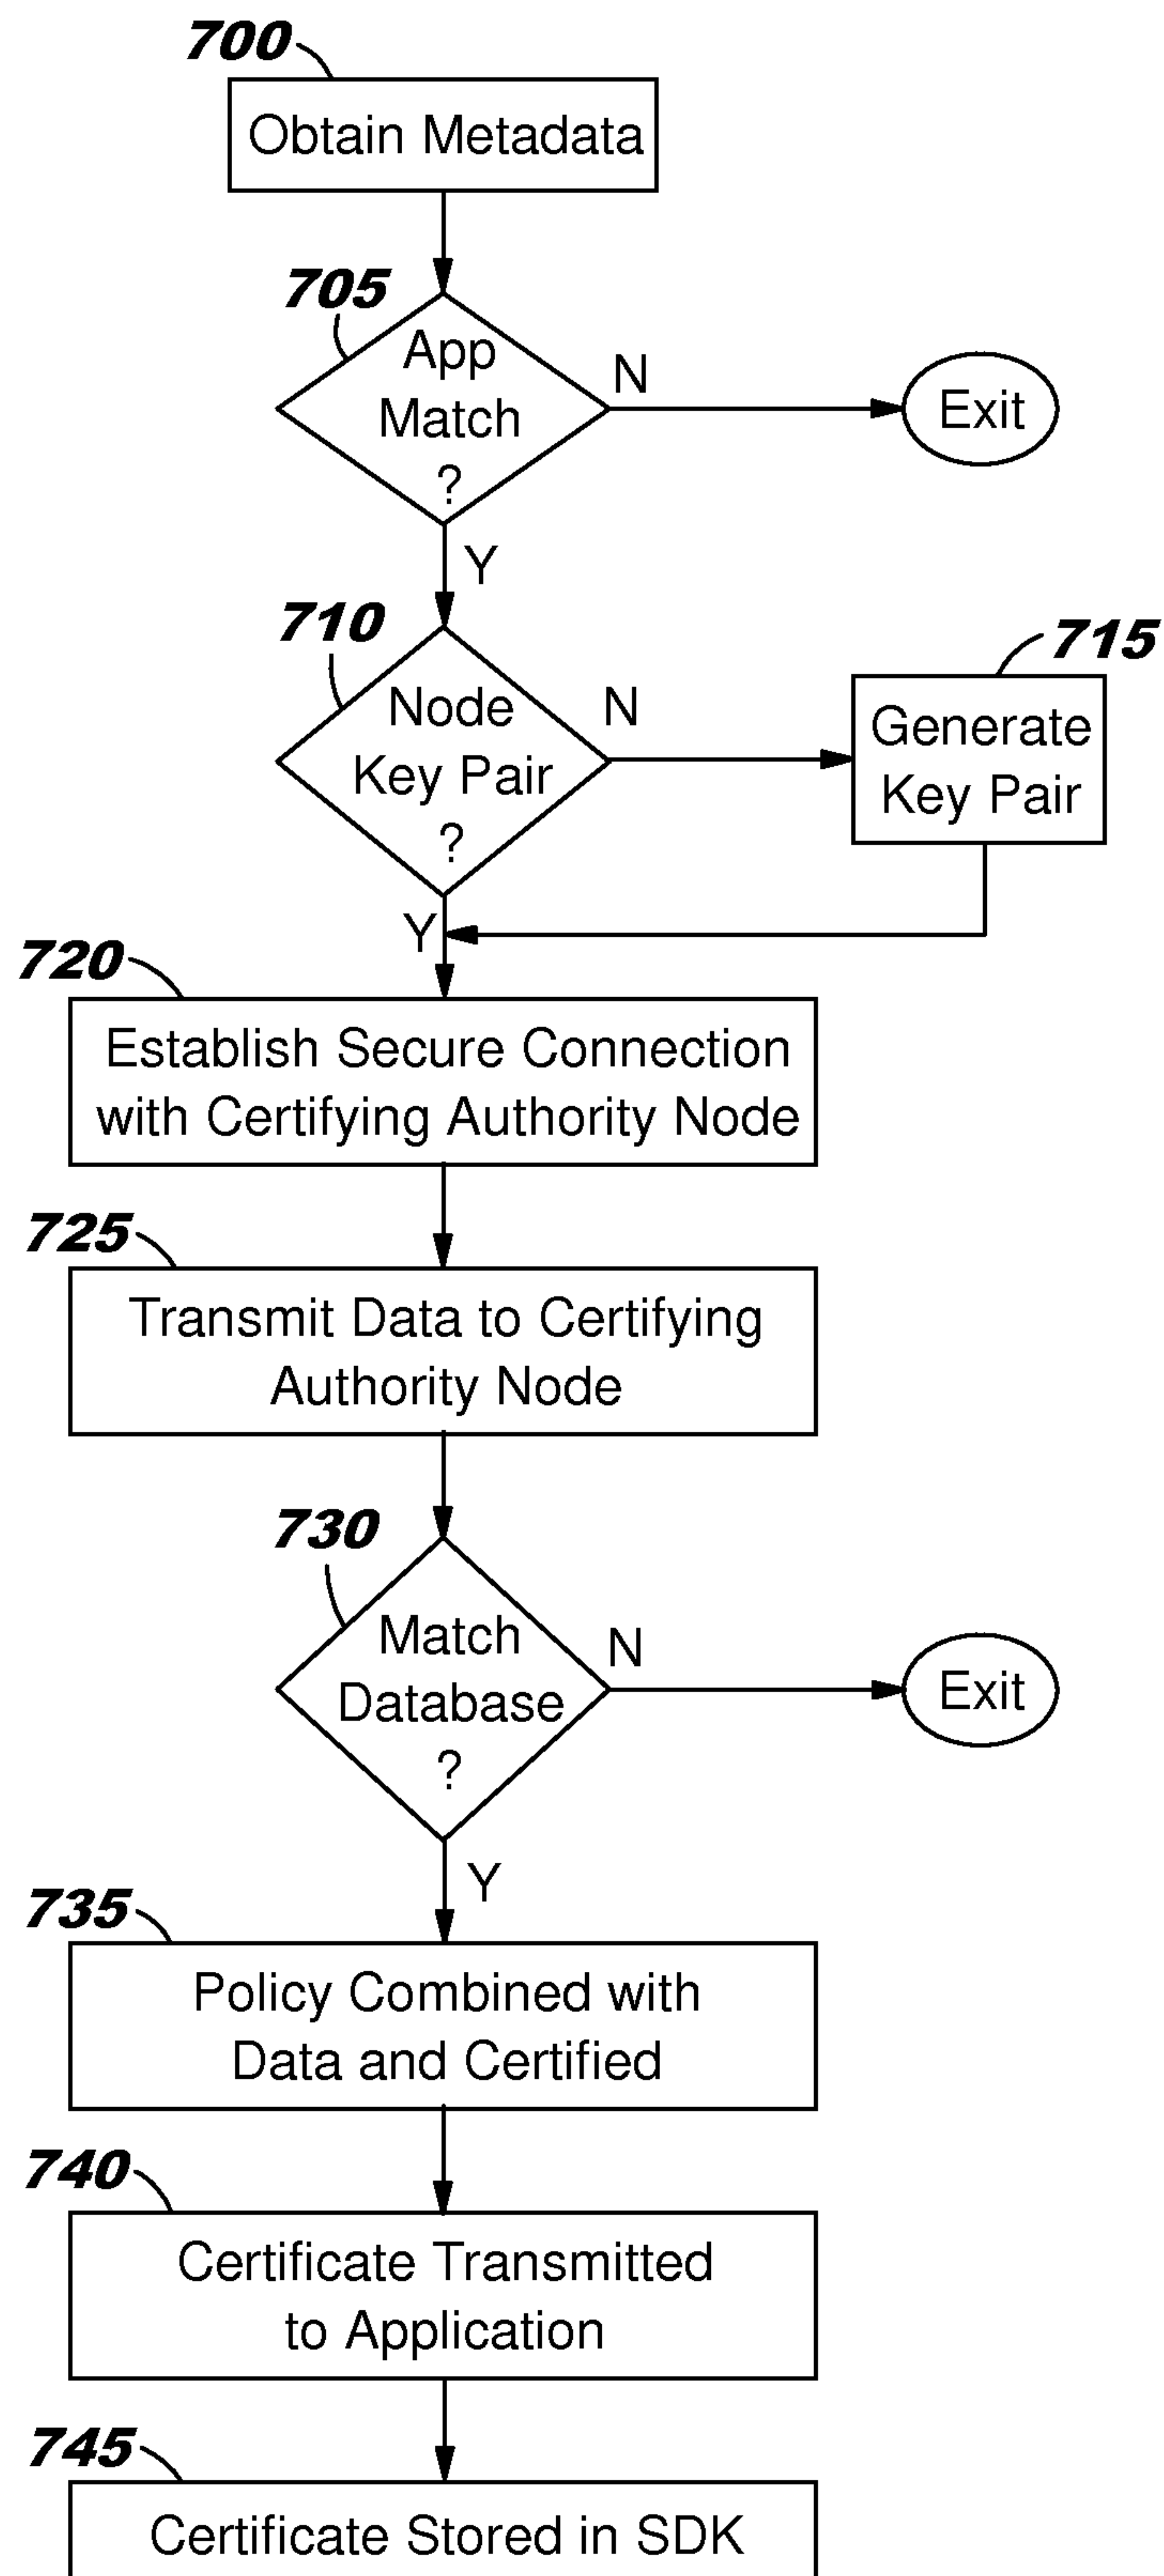 700
Obtain Metadata
705
App
Match
?
N
Exit
Y
710
Node
Key Pair
?
N
715
Generate
Key Pair
Y
720
Establish Secure Connection
with Certifying Authority Node
725
Transmit Data to Certifying
Authority Node
730
Match
Database
?
N
Exit
Y
735
Policy Combined with
Data and Certified
740
Certificate Transmitted
to Application
745
Certificate Stored in SDK